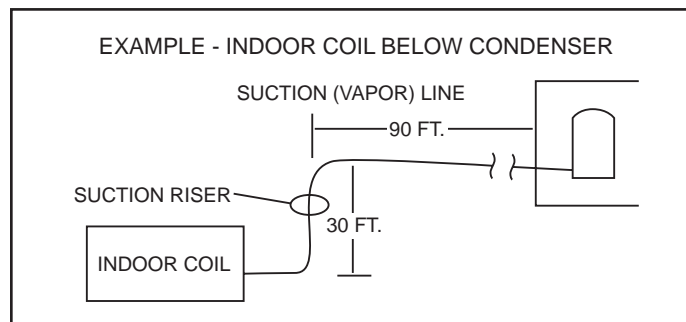 EXAMPLE - INDOOR COIL BELOW CONDENSER
SUCTION (VAPOR) LINE
90 FT.
SUCTION RISER
30 FT.
INDOOR COIL